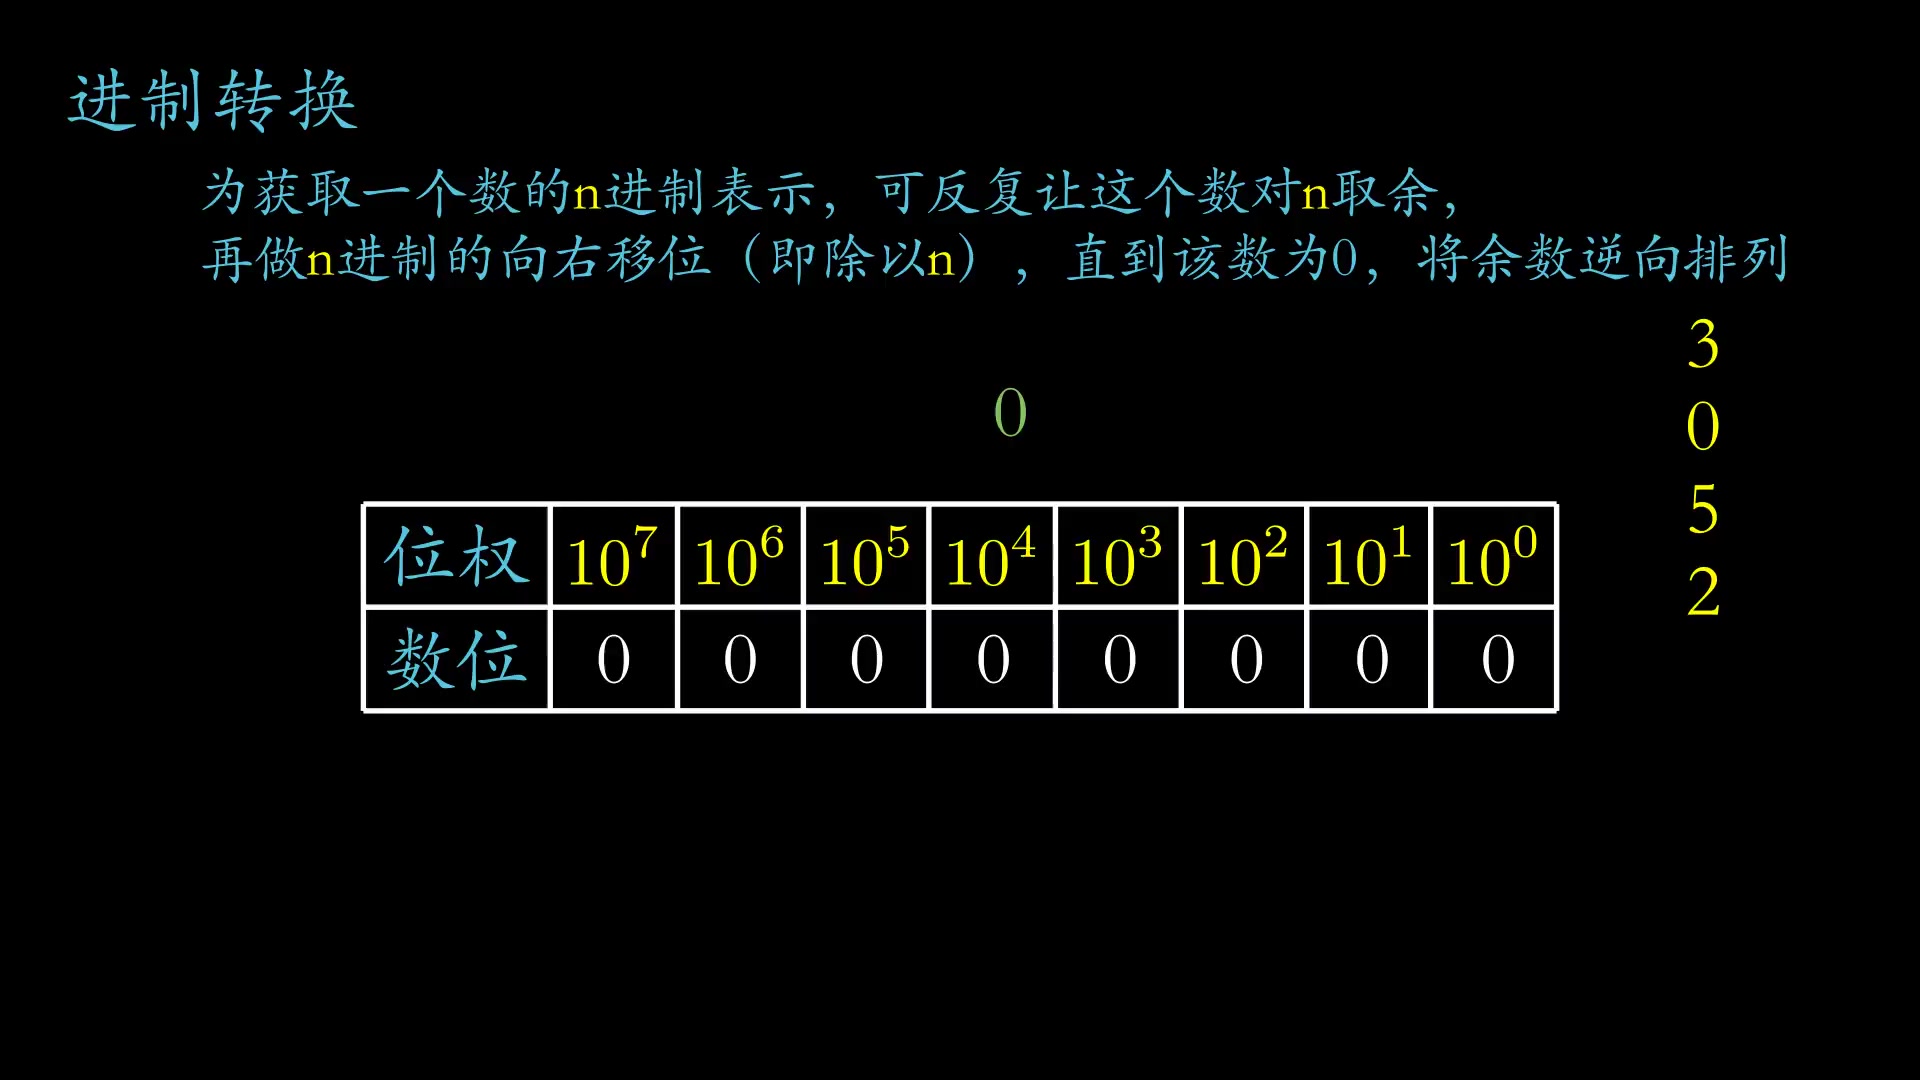 进制转换
为获取一个数的n进制表示，可反复让这个数对n取余，
再做n进制的向右移位（即除以n），直到该数为0，将余数逆向排列
3
0
0
5
2
位权 10^7 10^6 10^5 10^4 10^3 10^2 10^1 10^0
数位 0 0 0 0 0 0 0 0